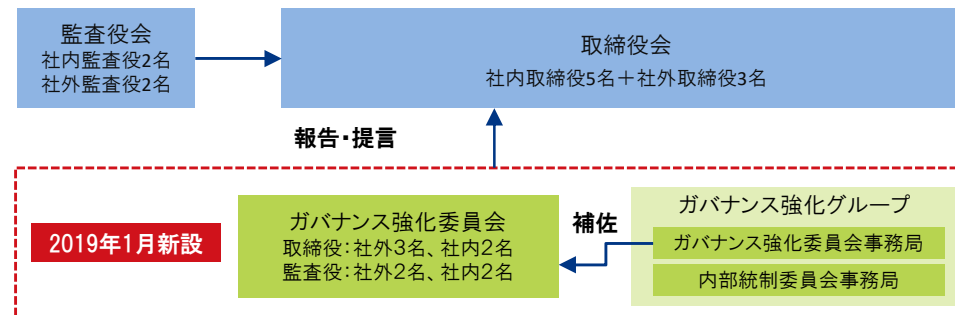 監査役会
社内監査役2名
社外監査役2名
取締役会
社内取締役5名＋社外取締役3名
報告・提言
2019年1月新設
ガバナンス強化委員会
取締役：社外3名、社内2名
監査役：社外2名、社内2名
補佐
ガバナンス強化グループ
ガバナンス強化委員会事務局
内部統制委員会事務局